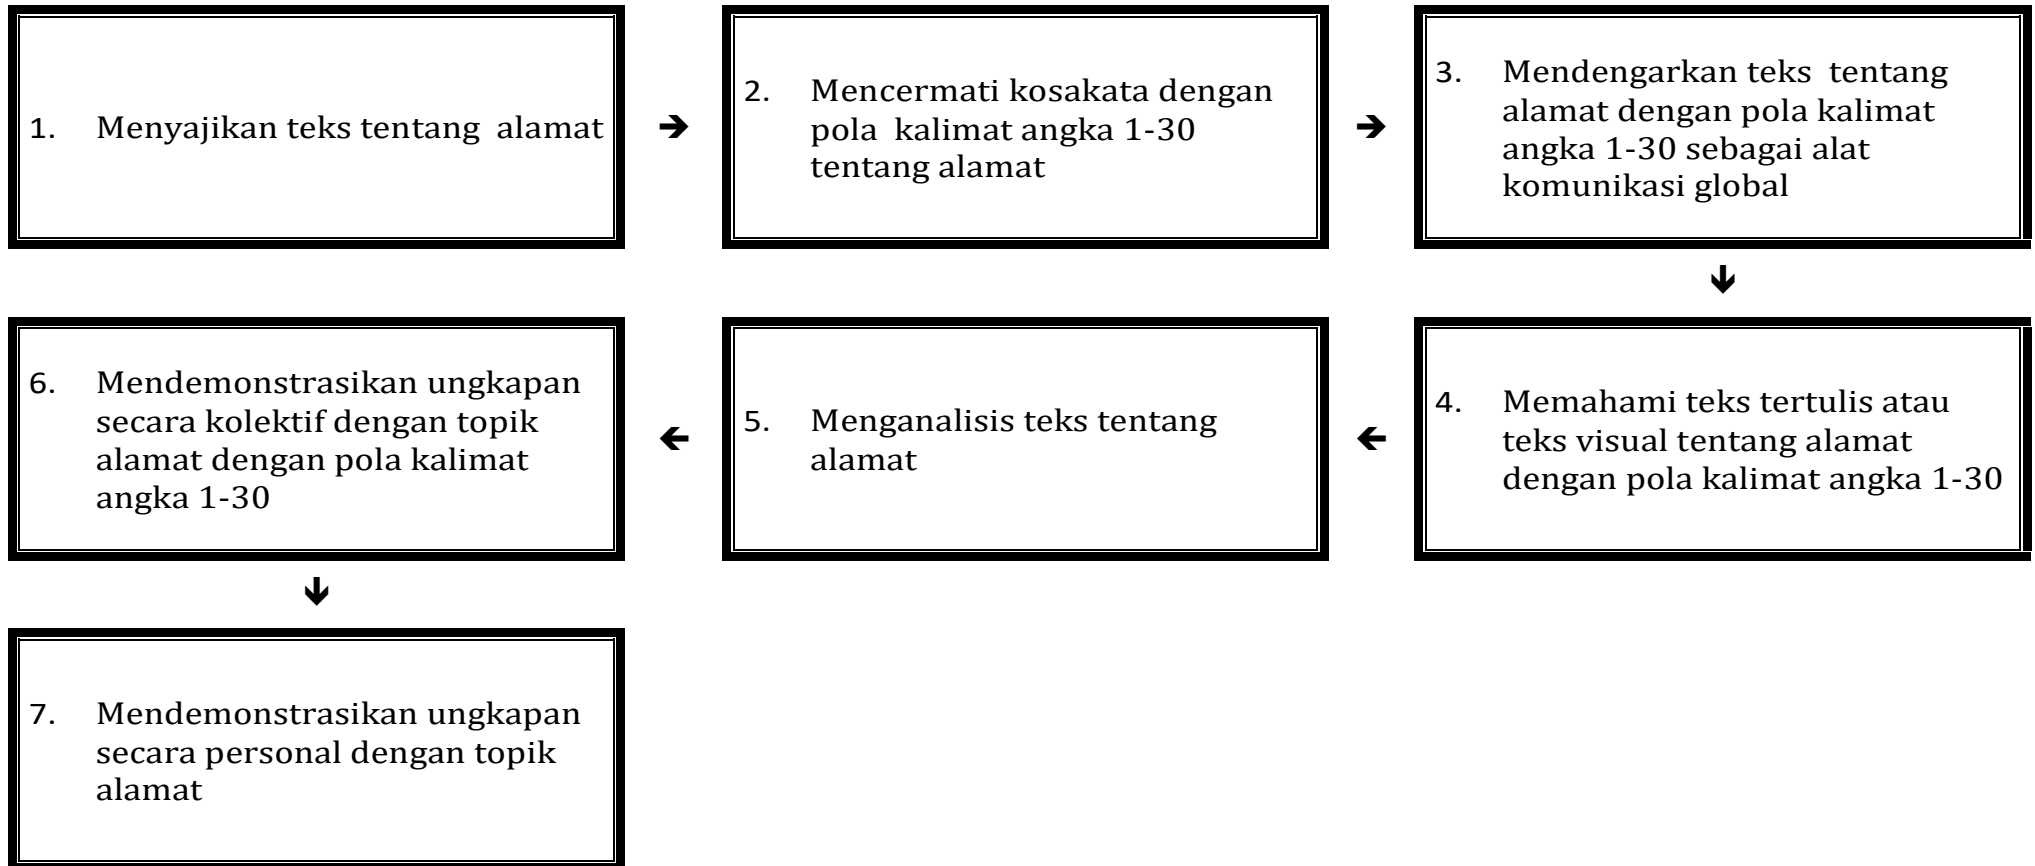 1. Menyajikan teks tentang alamat
2. Mencermati kosakata dengan
pola kalimat angka 1-30
tentang alamat
3. Mendengarkan teks tentang
alamat dengan pola kalimat
angka 1-30 sebagai alat
komunikasi global
4. Memahami teks tertulis atau
teks visual tentang alamat
dengan pola kalimat angka 1-30
5. Menganalisis teks tentang
alamat
6. Mendemonstrasikan ungkapan
secara kolektif dengan topik
alamat dengan pola kalimat
angka 1-30
7. Mendemonstrasikan ungkapan
secara personal dengan topik
alamat